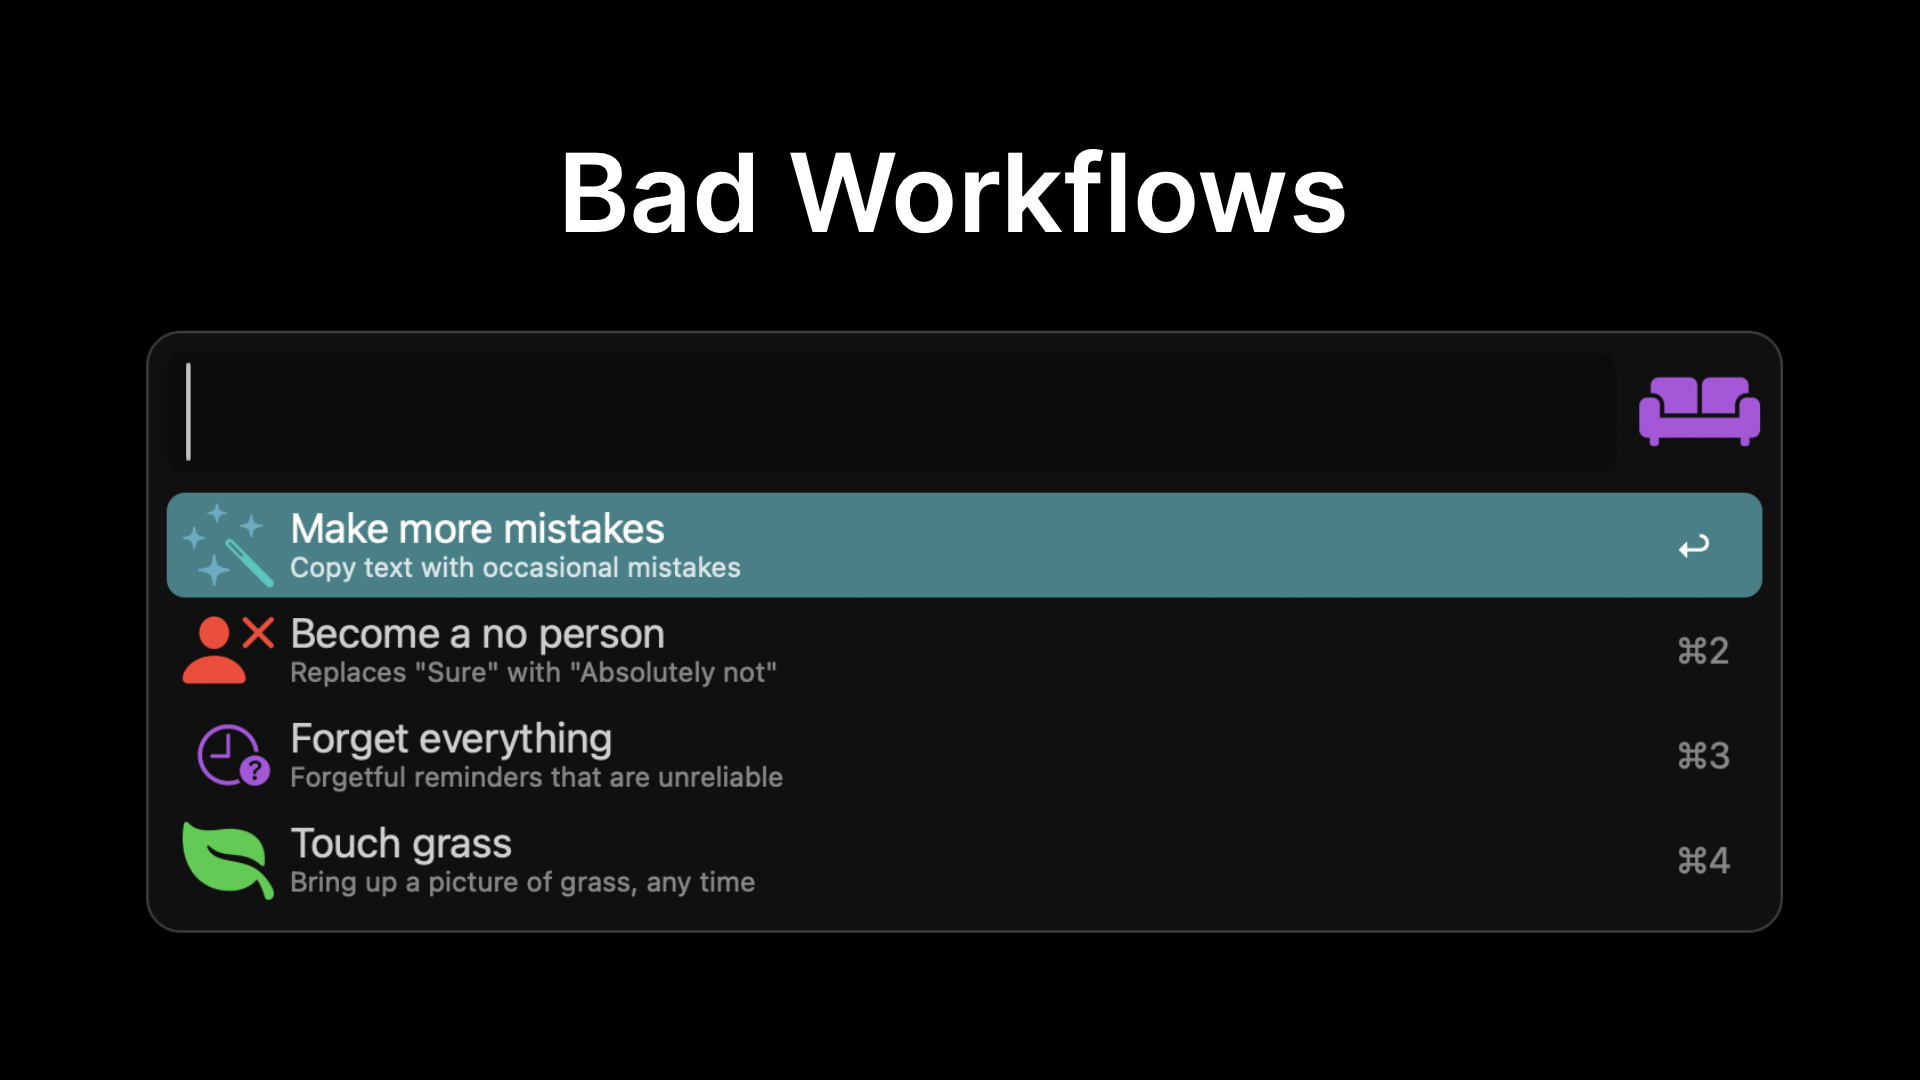 Bad Workflows
Make more mistakes
Copy text with occasional mistakes
Become a no person
Replaces "Sure" with "Absolutely not"
⌘2
Forget everything
Forgetful reminders that are unreliable
⌘3
?
Touch grass
Bring up a picture of grass, any time
⌘4